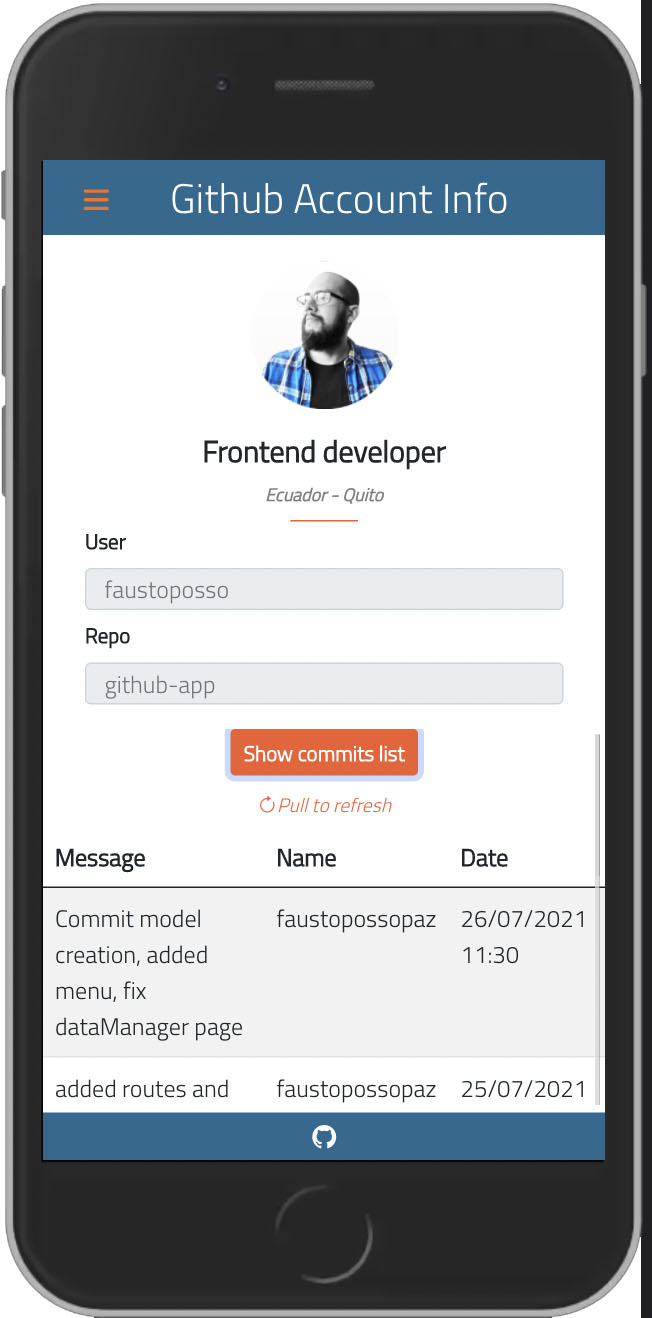 Github Account Info
Frontend developer
Ecuador - Quito
User
faustoposso
Repo
github-app
Show commits list
Pull to refresh
Message Name Date
Commit model faustopossopaz 26/07/2021
creation, added 11:30
menu, fix
dataManager page
added routes and faustopossopaz 25/07/2021